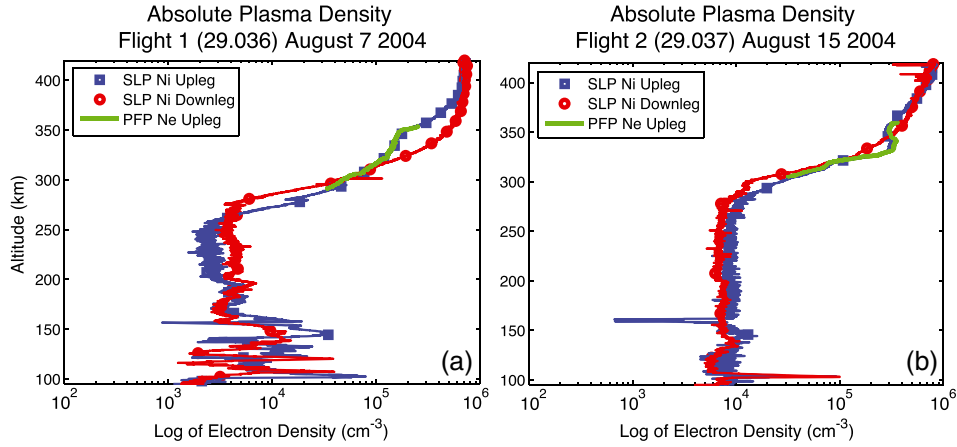 Absolute Plasma Density
Flight 1 (29.036) August 7 2004
SLP Ni Upleg
SLP Ni Downleg
PFP Ne Upleg
Altitude (km)
400
350
300
250
200
150
100
(a)
10^2
10^3
10^4
10^5
10^6
Log of Electron Density (cm^-3)
Absolute Plasma Density
Flight 2 (29.037) August 15 2004
SLP Ni Upleg
SLP Ni Downleg
PFP Ne Upleg
400
350
300
250
200
150
100
(b)
10^2
10^3
10^4
10^5
10^6
Log of Electron Density (cm^-3)